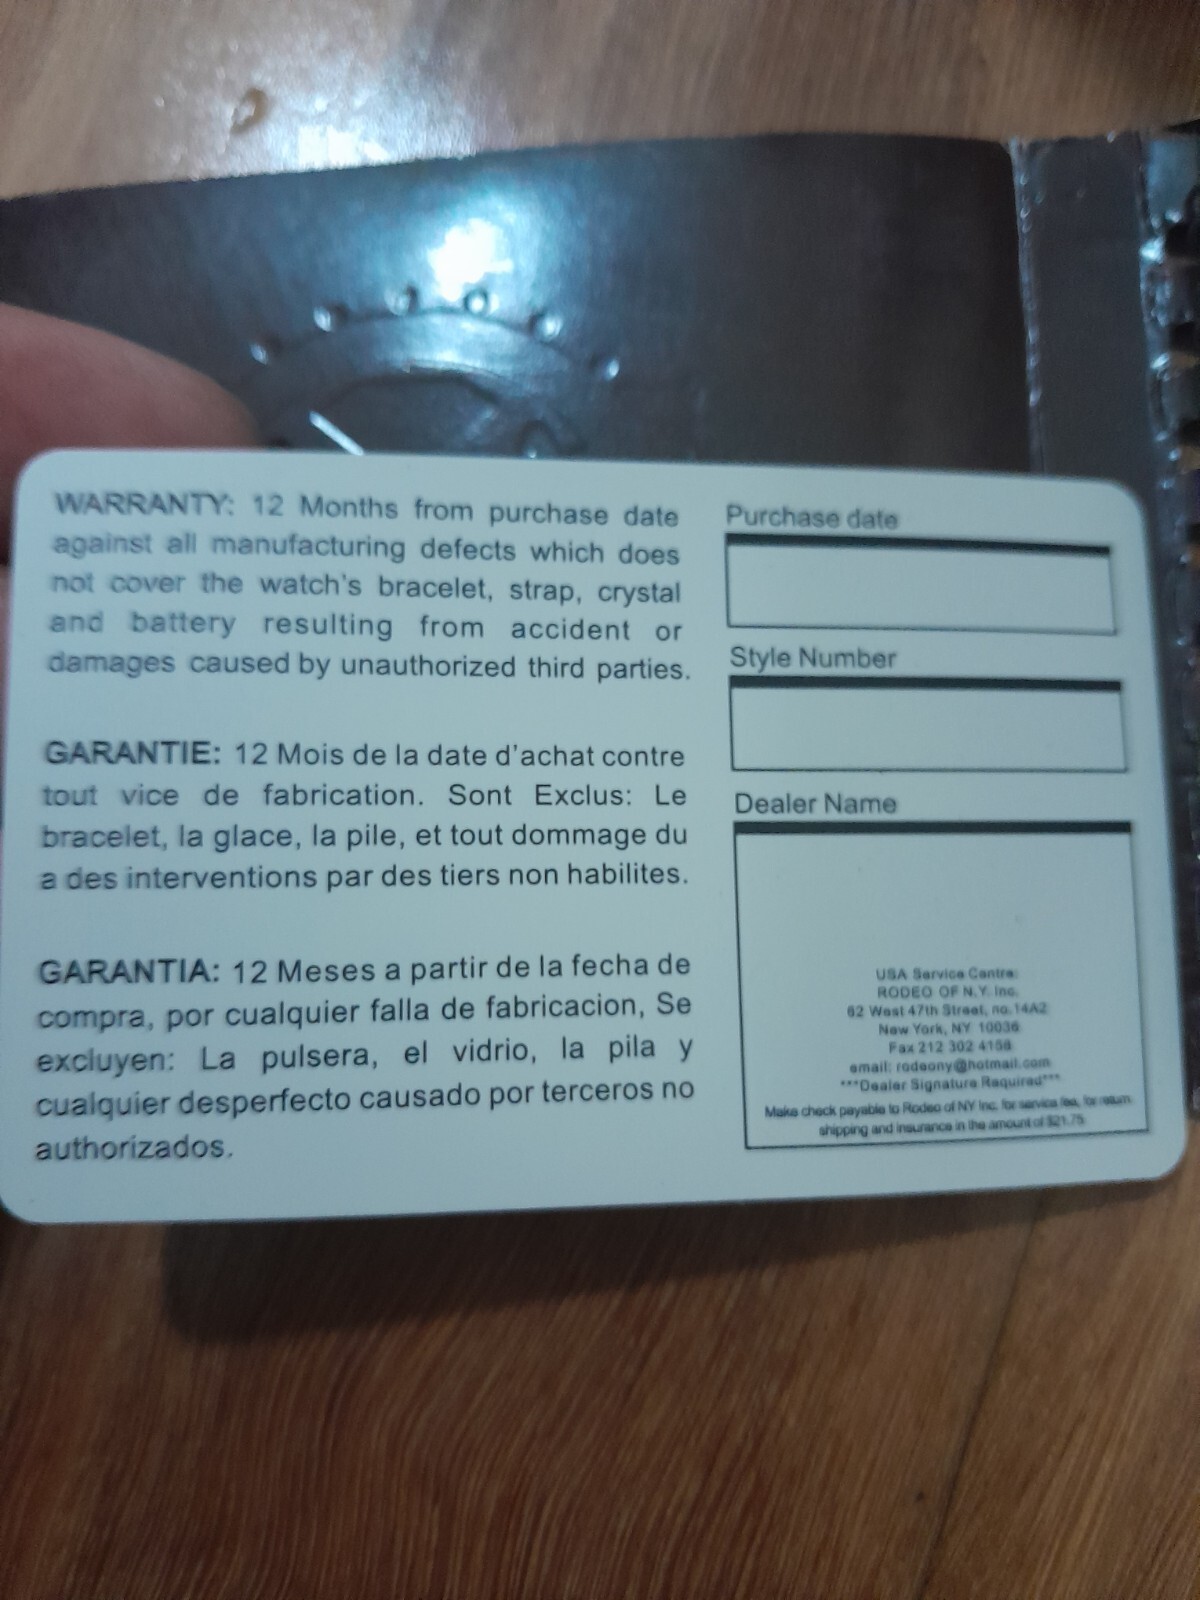 WARRANTY: 12 Months from purchase date
against all manufacturing defects which does
not cover the watch's bracelet, strap, crystal
and battery resulting from accident or
damages caused by unauthorized third parties.
GARANTIE: 12 Mois de la date d'achat contre
tout vice de fabrication. Sont Exclus: Le
bracelet, la glace, la pile, et tout dommage du
a des interventions par des tiers non habilites.
GARANTIA: 12 Meses a partir de la fecha de
compra, por cualquier falla de fabricacion, Se
excluyen: La pulsera, el vidrio, la pila y
cualquier desperfecto causado por terceros no
authorizados.
Purchase date
Style Number
Dealer Name
USA Service Centre:
RODEO OF N.Y. Inc.
62 West 47th Street, no.14A2
New York, NY 10036
Fax 212 302 4158
email: rodeony@hotmail.com
***Dealer Signature Required***
Make check payable to Rodeo of NY Inc. for service fee, for return
shipping and insurance in the amount of $21.75